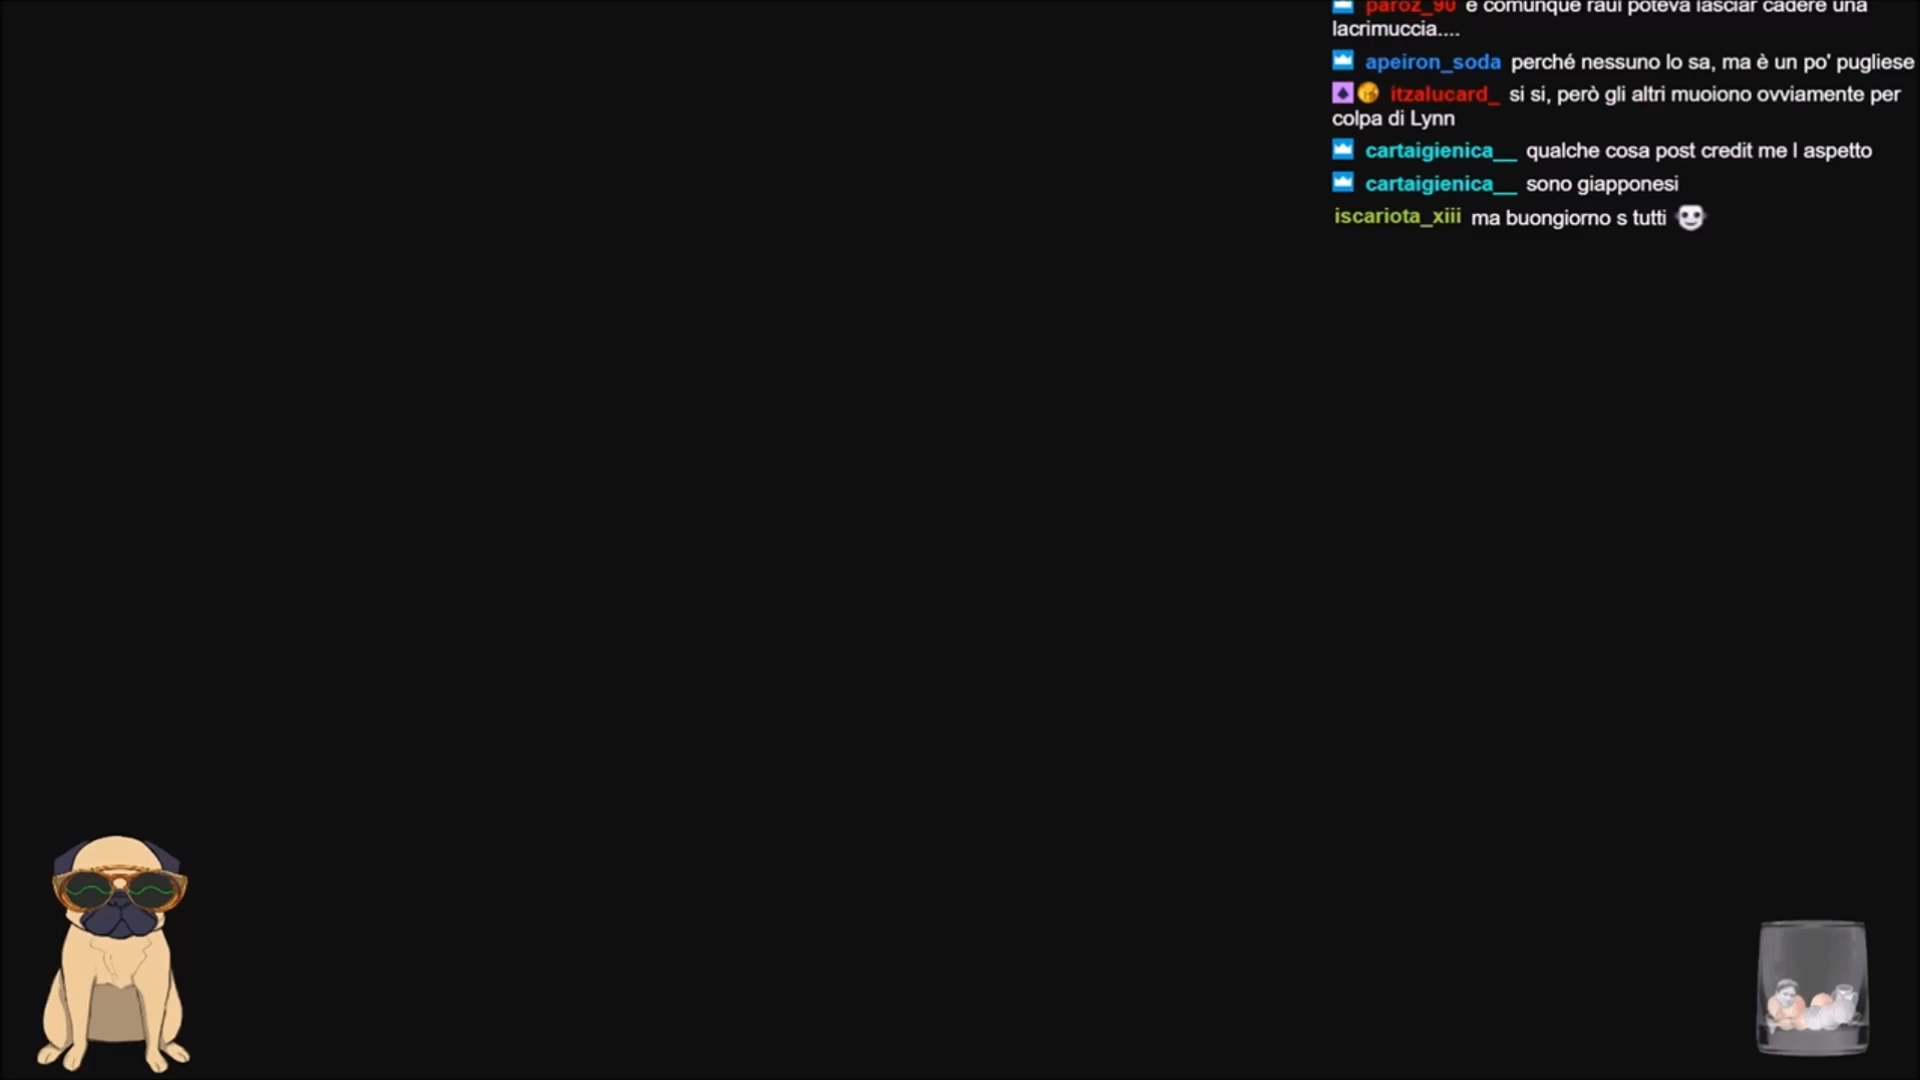 paroz_90 e comunque raul poteva lasciar cadere una
lacrimuccia....
apeiron_soda perché nessuno lo sa, ma è un po' pugliese
itzalucard_ si si, però gli altri muoiono ovviamente per
colpa di Lynn
cartaigienica__ qualche cosa post credit me l aspetto
cartaigienica__ sono giapponesi
iscariota_xiii ma buongiorno s tutti